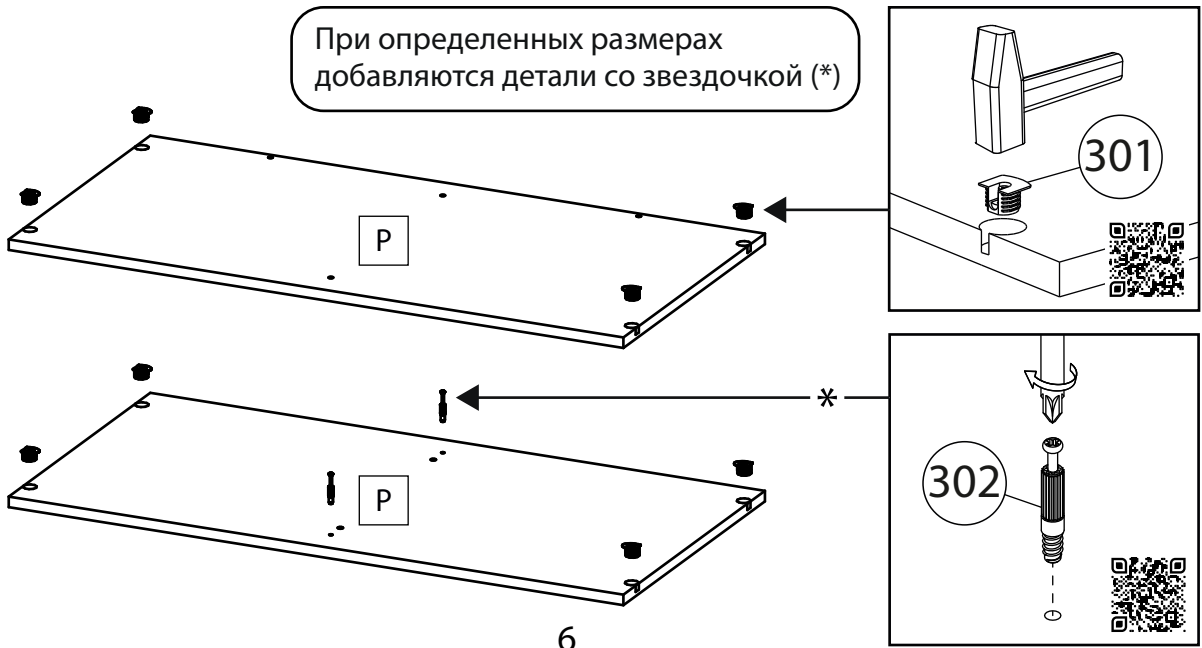 При определенных размерах
добавляются детали со звездочкой (*)
301
P
*
302
P
6